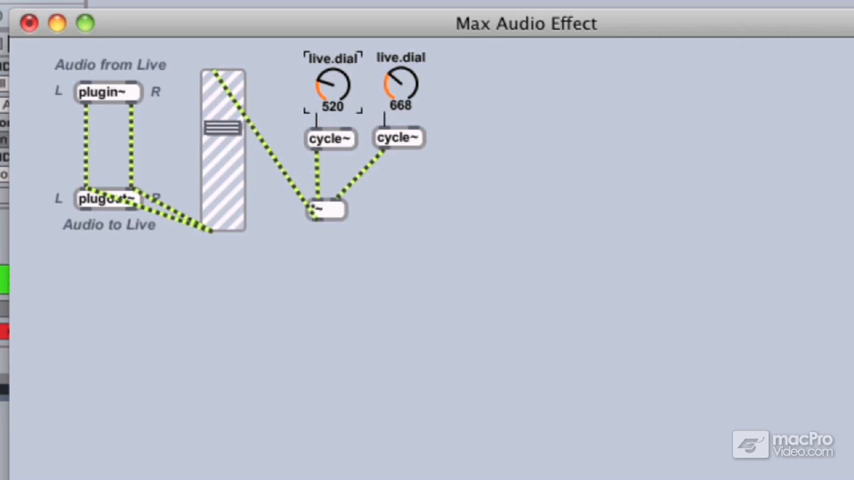 Max Audio Effect
Audio from Live
L plugin~ R
live.dial live.dial
520 668
cycle~ cycle~
L R
~
Audio to Live
macPro
Video.com